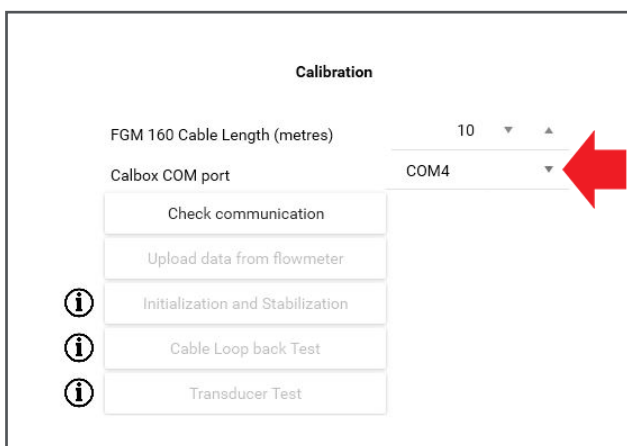 Calibration
FGM 160 Cable Length (metres) 10
Calbox COM port COM4
Check communication
Upload data from flowmeter
Initialization and Stabilization
Cable Loop back Test
Transducer Test